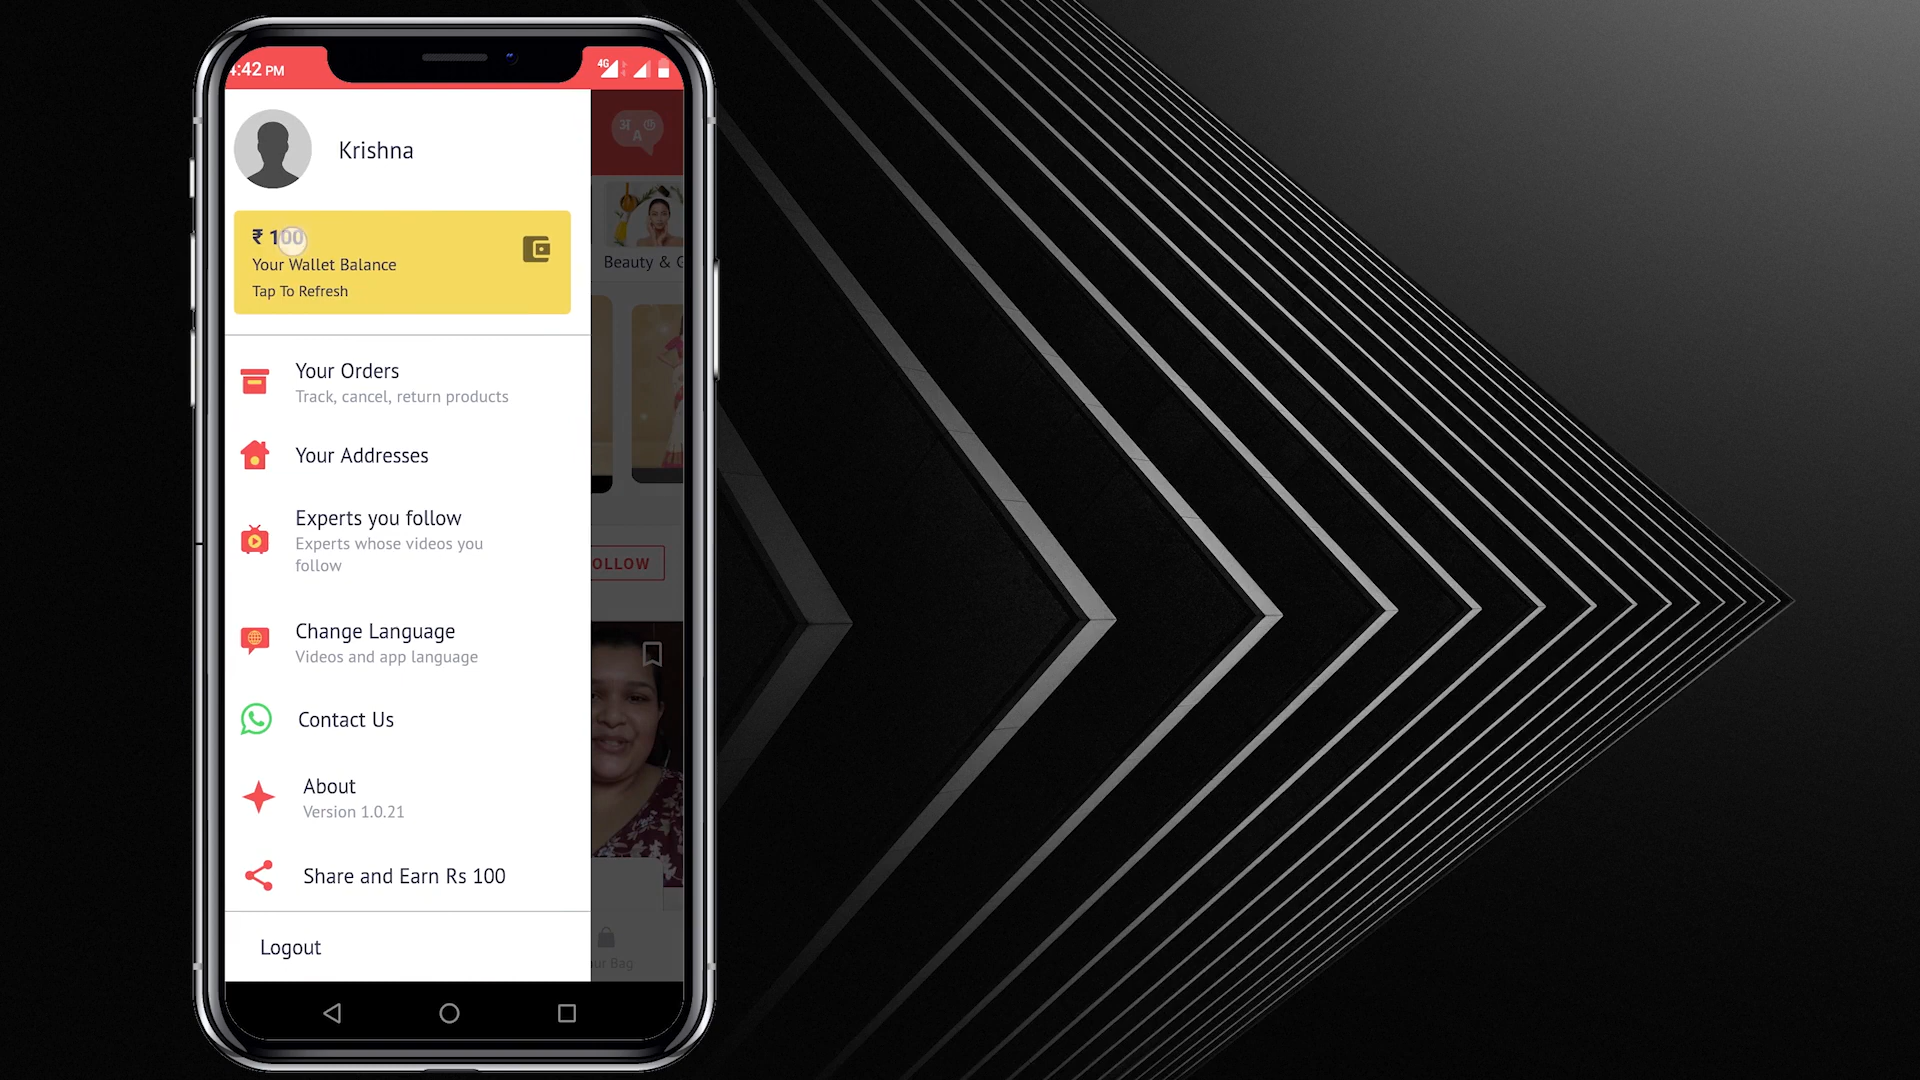 4:42 PM
4G
Krishna
₹ 100
Your Wallet Balance
Tap To Refresh
Beauty & G
Your Orders
Track, cancel, return products
Your Addresses
Experts you follow
Experts whose videos you
follow
OLLOW
Change Language
Videos and app language
Contact Us
About
Version 1.0.21
Share and Earn Rs 100
Logout
ur Bag
अ
A